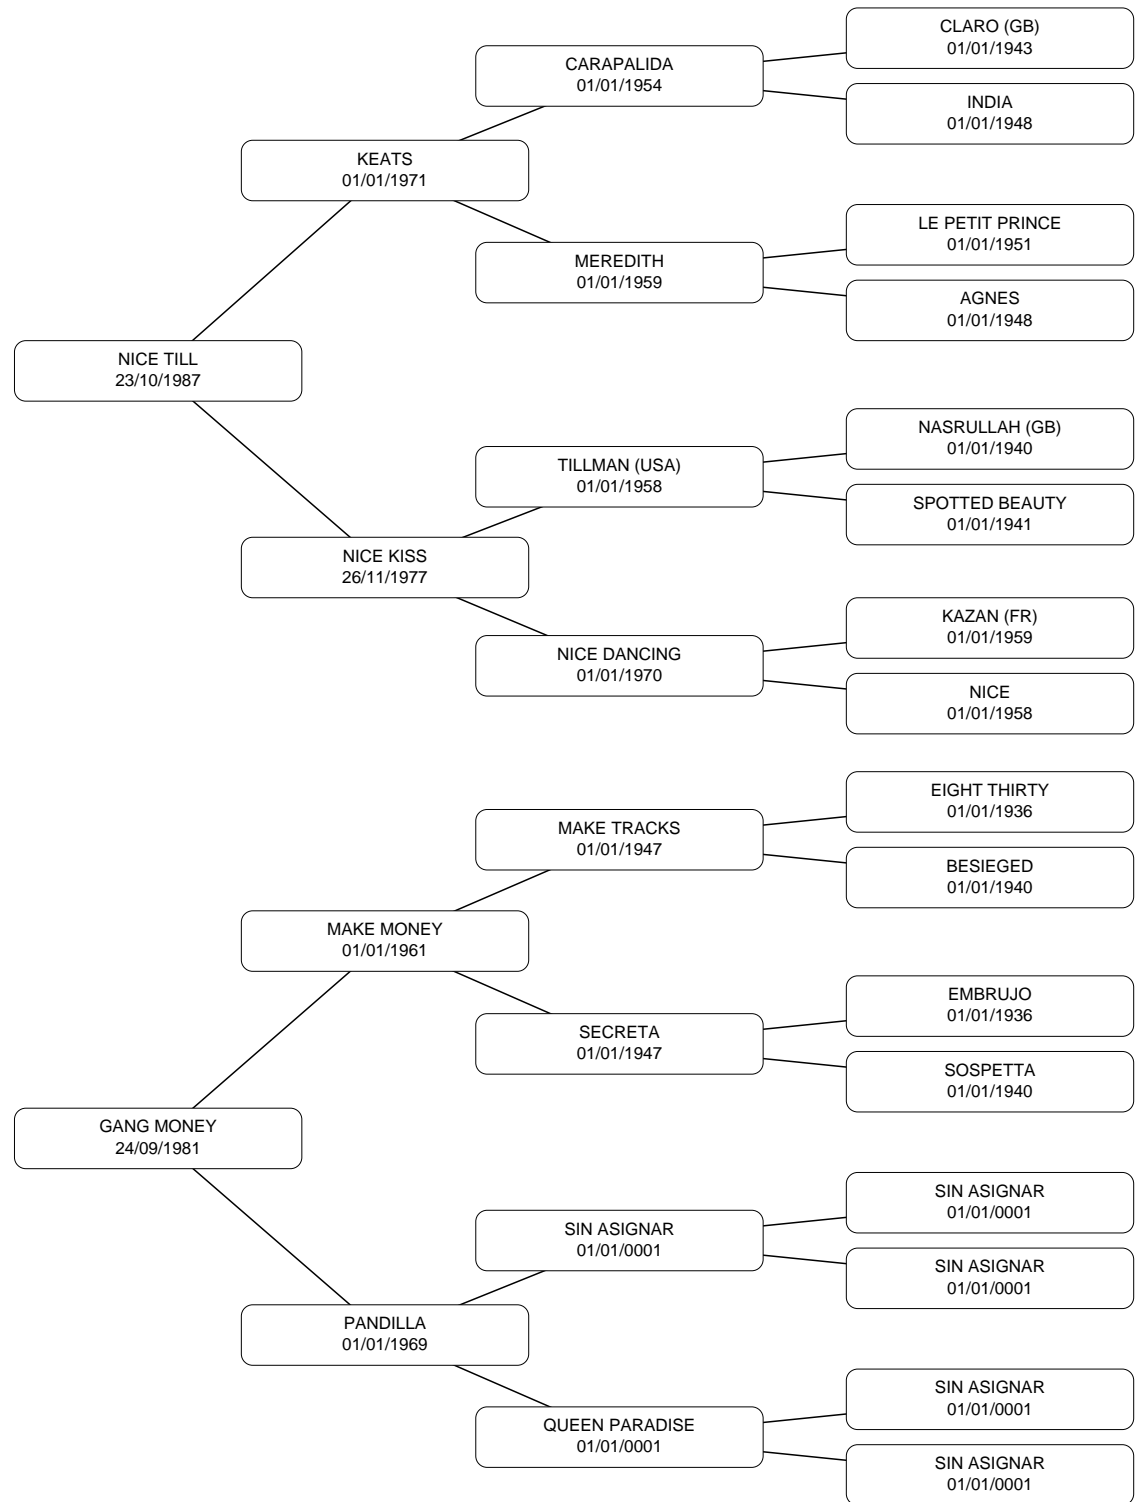 CLARO (GB)
01/01/1943
CARAPALIDA
01/01/1954
INDIA
01/01/1948
KEATS
01/01/1971
LE PETIT PRINCE
01/01/1951
MEREDITH
01/01/1959
AGNES
01/01/1948
NICE TILL
23/10/1987
NASRULLAH (GB)
01/01/1940
TILLMAN (USA)
01/01/1958
SPOTTED BEAUTY
01/01/1941
NICE KISS
26/11/1977
KAZAN (FR)
01/01/1959
NICE DANCING
01/01/1970
NICE
01/01/1958
EIGHT THIRTY
01/01/1936
MAKE TRACKS
01/01/1947
BESIEGED
01/01/1940
MAKE MONEY
01/01/1961
EMBRUJO
01/01/1936
SECRETA
01/01/1947
SOSPETTA
01/01/1940
GANG MONEY
24/09/1981
SIN ASIGNAR
01/01/0001
SIN ASIGNAR
01/01/0001
SIN ASIGNAR
01/01/0001
PANDILLA
01/01/1969
SIN ASIGNAR
01/01/0001
QUEEN PARADISE
01/01/0001
SIN ASIGNAR
01/01/0001